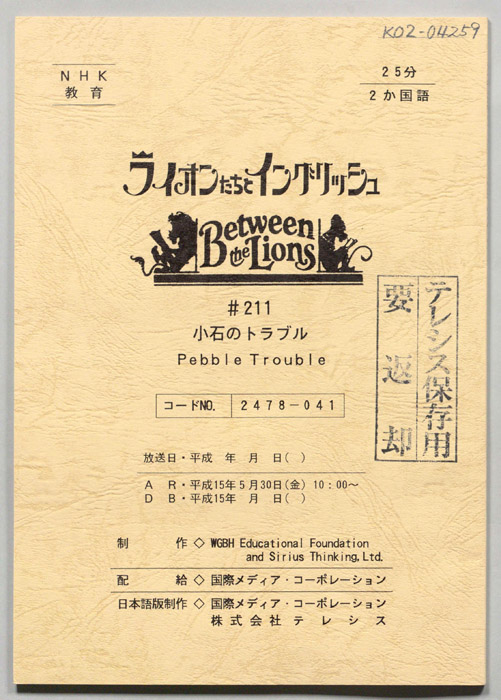 K02-04259
NHK
教育
25分
2か国語
ライオンたちとイングリッシュ
Between
the Lions
#211
小石のトラブル
Pebble Trouble
テレシス保存用
要返却
コードNO. 2478-041
放送日・平成 年 月 日( )
A R・平成15年5月30日(金) 10:00~
D B・平成15年 月 日( )
制 作◇ WGBH Educational Foundation
and Sirius Thinking, Ltd.
配 給◇ 国際メディア・コーポレーション
日本語版制作◇ 国際メディア・コーポレーション
株式会社テレシス